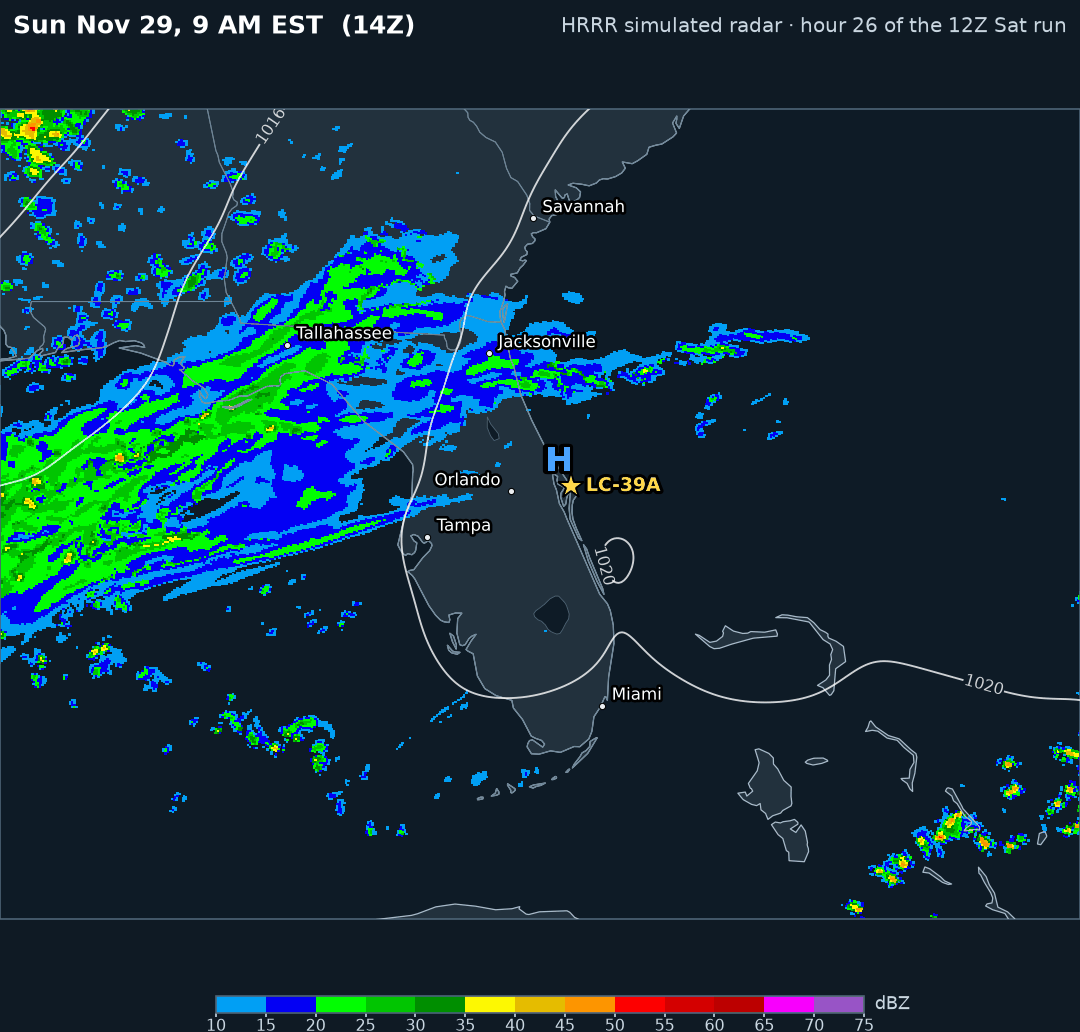 Sun Nov 29, 9 AM EST (14Z)
HRRR simulated radar · hour 26 of the 12Z Sat run
1016
Savannah
Tallahassee
Jacksonville
H
Orlando
LC-39A
Tampa
1020
1020
Miami
dBZ
10 15 20 25 30 35 40 45 50 55 60 65 70 75